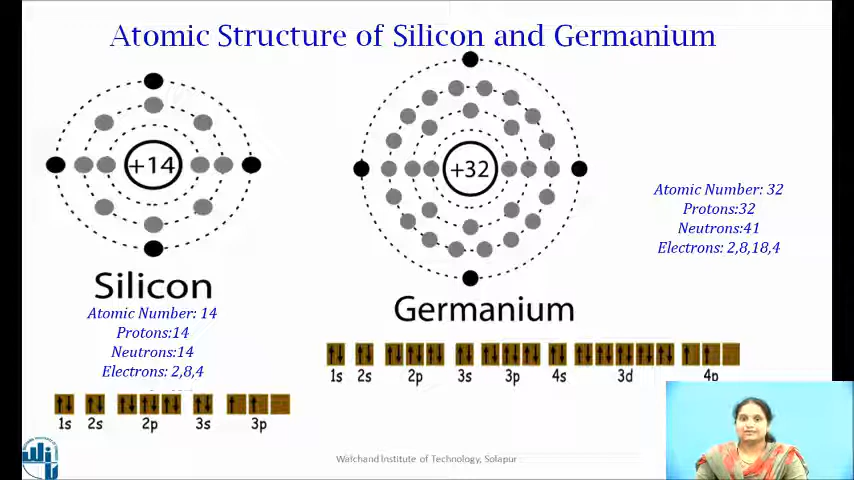 Atomic Structure of Silicon and Germanium
+14
Silicon
Atomic Number: 14
Protons:14
Neutrons:14
Electrons: 2,8,4
1s 2s 2p 3s 3p
+32
Germanium
1s 2s 2p 3s 3p 4s 3d 4p
Atomic Number: 32
Protons:32
Neutrons:41
Electrons: 2,8,18,4
Walchand Institute of Technology, Solapur